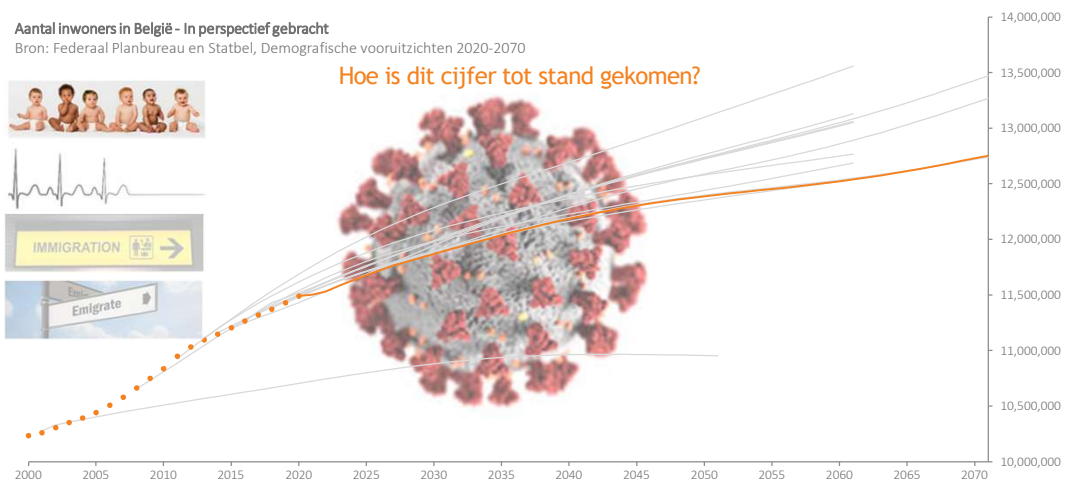 Aantal inwoners in België - In perspectief gebracht
Bron: Federaal Planbureau en Statbel, Demografische vooruitzichten 2020-2070
Hoe is dit cijfer tot stand gekomen?
14,000,000
13,500,000
13,000,000
12,500,000
12,000,000
11,500,000
11,000,000
10,500,000
10,000,000
IMMIGRATION
Emigrate
2000 2005 2010 2015 2020 2025 2030 2035 2040 2045 2050 2055 2060 2065 2070